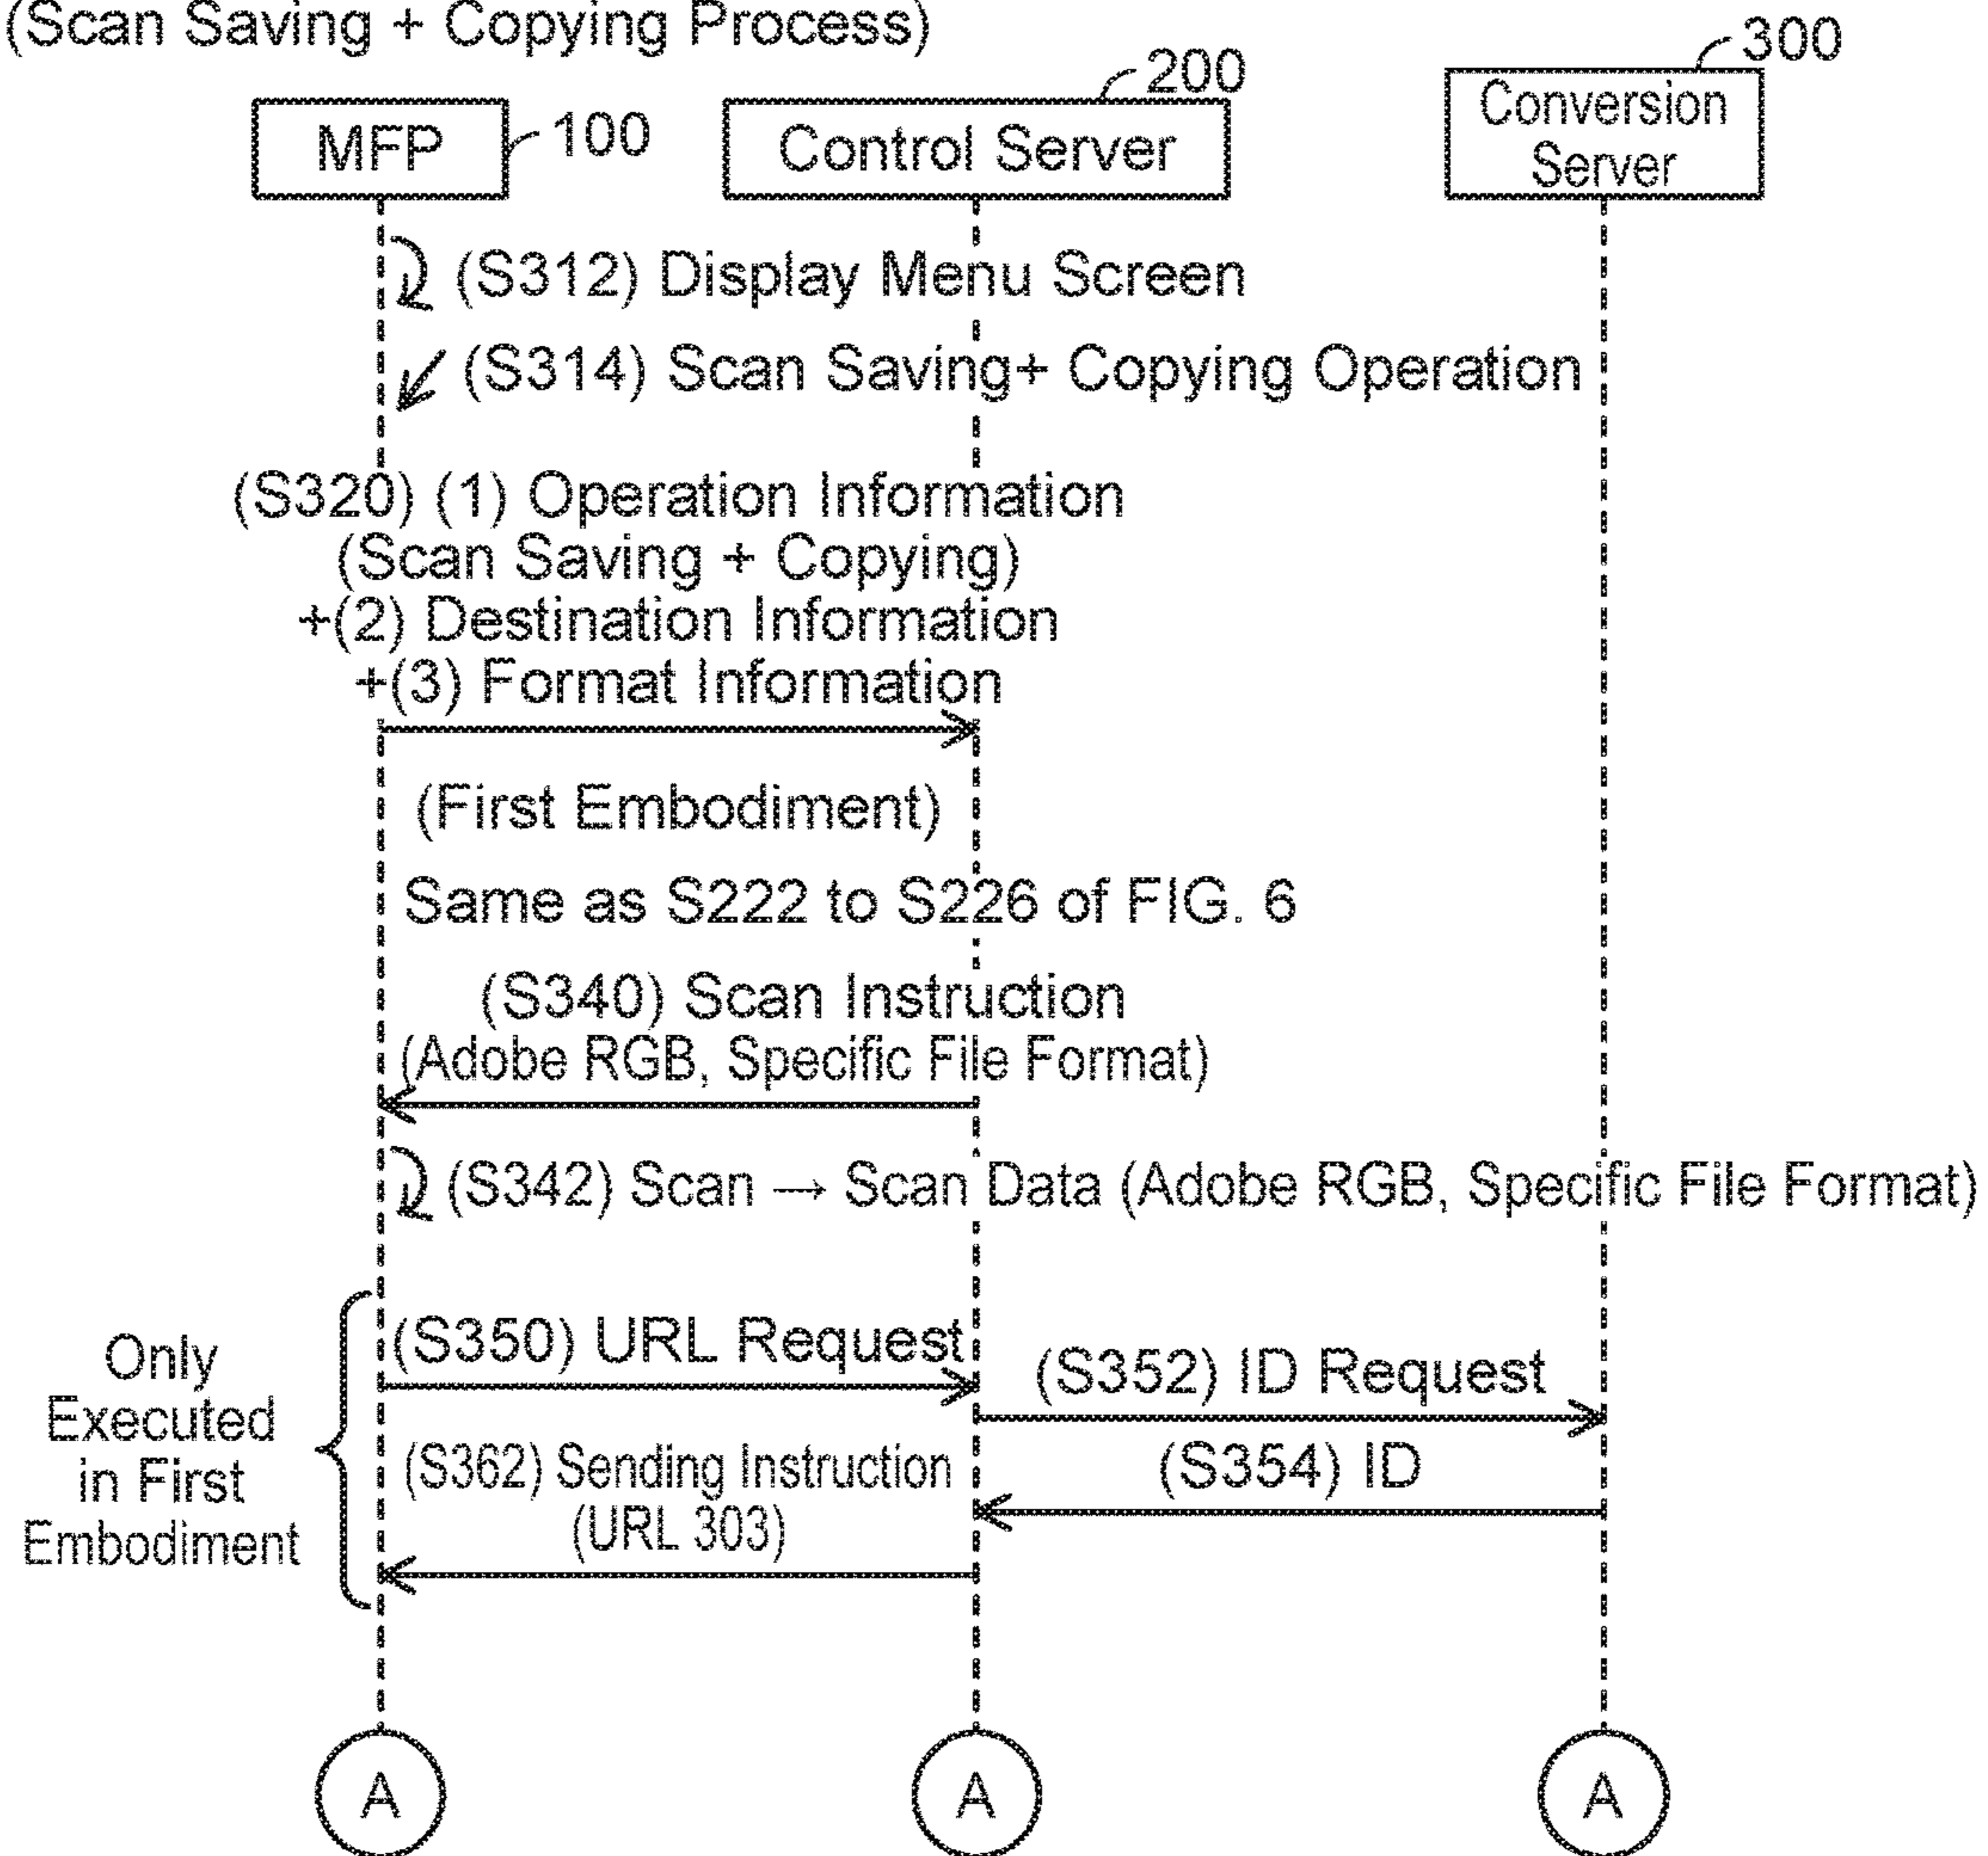 (Scan Saving + Copying Process)
MFP
100
Control Server
200
Conversion
Server
300
(S312) Display Menu Screen
(S314) Scan Saving+ Copying Operation
(S320) (1) Operation Information
(Scan Saving + Copying)
+(2) Destination Information
+(3) Format Information
(First Embodiment)
Same as S222 to S226 of FIG. 6
(S340) Scan Instruction
(Adobe RGB, Specific File Format)
(S342) Scan → Scan Data (Adobe RGB, Specific File Format)
Only
Executed
in First
Embodiment
(S350) URL Request
(S352) ID Request
(S354) ID
(S362) Sending Instruction
(URL 303)
A
A
A